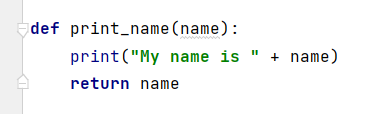 def print_name(name):
    print("My name is " + name)
    return name